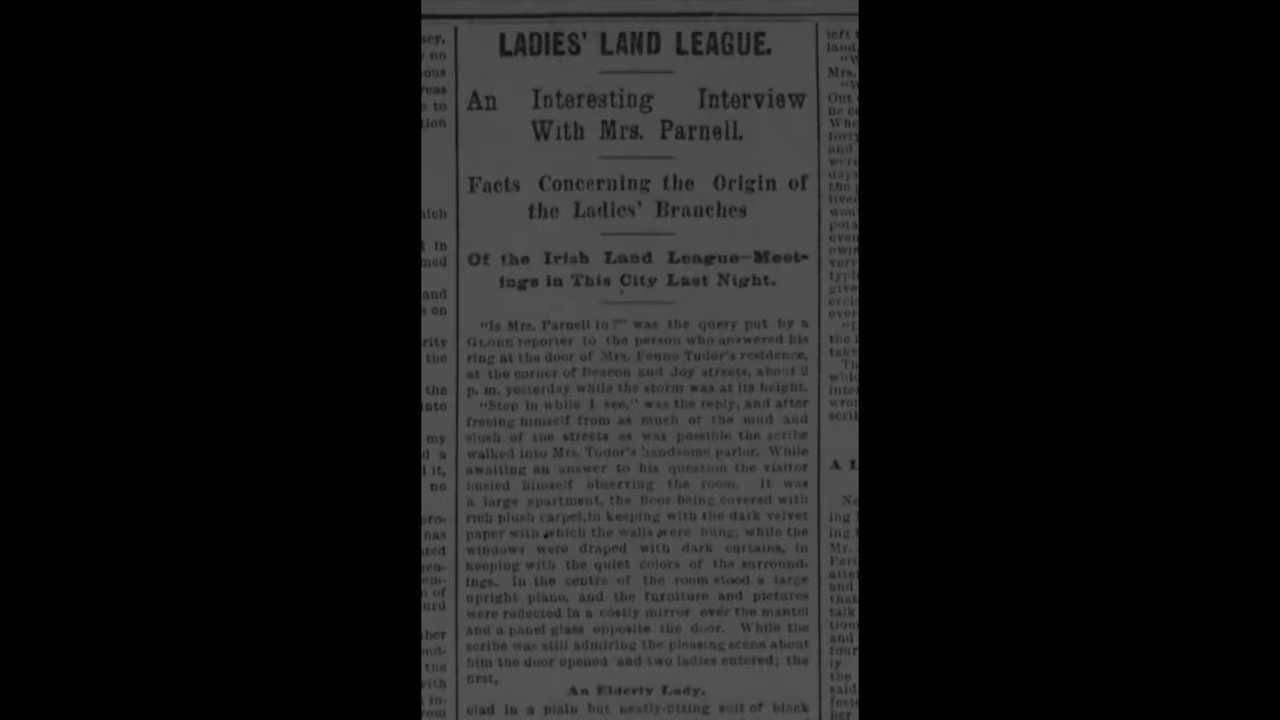 LADIES' LAND LEAGUE.
An Interesting Interview
With Mrs. Parnell.
Facts Concerning the Origin of
the Ladies' Branches
Of the Irish Land League—Meet-
ings in This City Last Night.
"Is Mrs. Parnell in?" was the query put by a
GLOBE reporter to the person who answered his
ring at the door of Mrs. Fenno Tudor's residence,
at the corner of Beacon and Joy streets, about 2
p. m. yesterday while the storm was at its height.
"Step in while I see," was the reply, and after
freeing himself from as much of the mud and
slush of the streets as was possible the scribe
walked into Mrs. Tudor's handsome parlor. While
awaiting an answer to his question the visitor
busied himself observing the room. It was
a large apartment, the floor being covered with
rich plush carpet, in keeping with the dark velvet
paper with which the walls were hung, while the
windows were draped with dark curtains, in
keeping with the quiet colors of the surround-
ings. In the centre of the room stood a large
upright piano, and the furniture and pictures
were reflected in a costly mirror over the mantel
and a panel glass opposite the door. While the
scribe was still admiring the pleasing scene about
him the door opened and two ladies entered; the
first,
An Elderly Lady,
clad in a plain but neatly-fitting suit of black